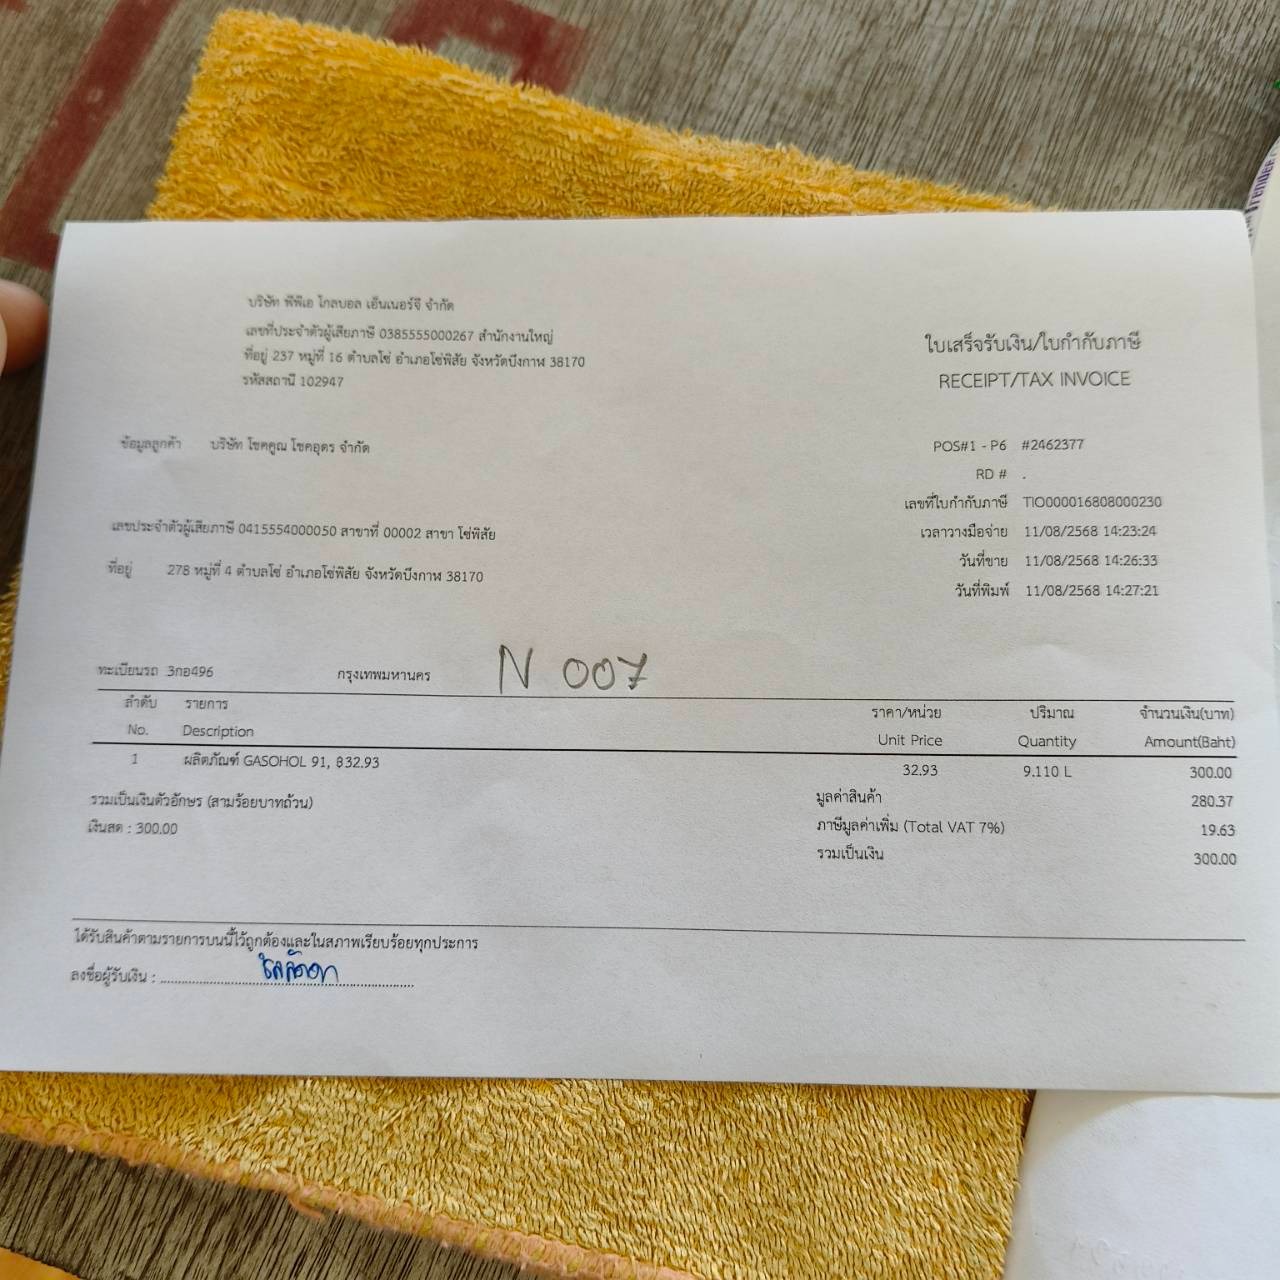 บริษัท พีพีเอ โกลบอล เอ็นเนอร์จี จำกัด
เลขที่ประจำตัวผู้เสียภาษี 0385555000267 สำนักงานใหญ่
ที่อยู่ 237 หมู่ที่ 16 ตำบลโซ่ อำเภอโซ่พิสัย จังหวัดบึงกาฬ 38170
รหัสสถานี 102947
ใบเสร็จรับเงิน/ใบกำกับภาษี
RECEIPT/TAX INVOICE
ข้อมูลลูกค้า บริษัท โชคคูณ โชคอุดร จำกัด
POS#1 - P6 #2462377
RD # .
เลขที่ใบกำกับภาษี TIO000016808000230
เลขประจำตัวผู้เสียภาษี 0415554000050 สาขาที่ 00002 สาขา โซ่พิสัย
เวลาวางมือจ่าย 11/08/2568 14:23:24
วันที่ขาย 11/08/2568 14:26:33
ที่อยู่ 278 หมู่ที่ 4 ตำบลโซ่ อำเภอโซ่พิสัย จังหวัดบึงกาฬ 38170
วันที่พิมพ์ 11/08/2568 14:27:21
ทะเบียนรถ 3กอ496 กรุงเทพมหานคร N 007
ลำดับ รายการ ราคา/หน่วย ปริมาณ จำนวนเงิน(บาท)
No. Description Unit Price Quantity Amount(Baht)
1 ผลิตภัณฑ์ GASOHOL 91, ฿32.93 32.93 9.110 L 300.00
รวมเป็นเงินตัวอักษร (สามร้อยบาทถ้วน) มูลค่าสินค้า 280.37
เงินสด : 300.00 ภาษีมูลค่าเพิ่ม (Total VAT 7%) 19.63
รวมเป็นเงิน 300.00
ได้รับสินค้าตามรายการบนนี้ไว้ถูกต้องและในสภาพเรียบร้อยทุกประการ
ลงชื่อผู้รับเงิน :